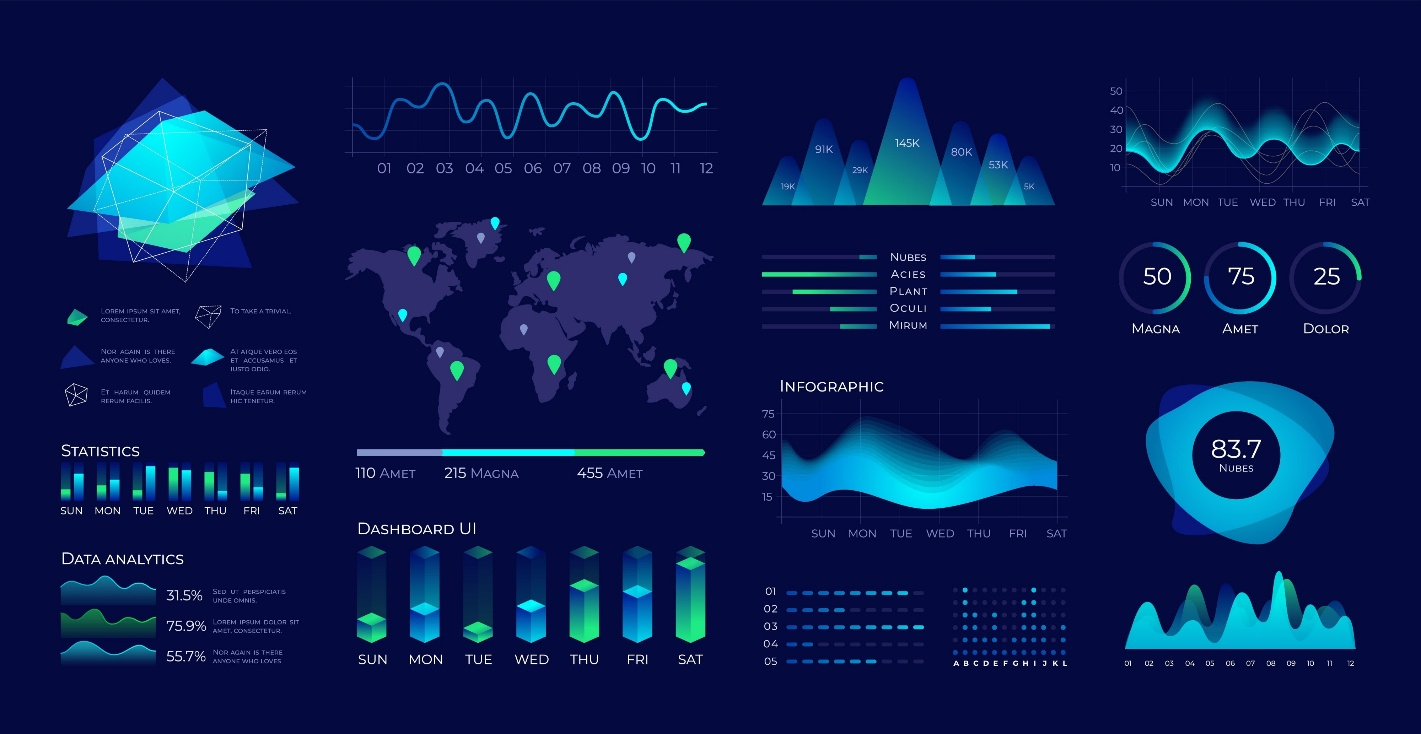 LOREM IPSUM SIT AMET,
CONSECTETUR.
TO TAKE A TRIVIAL
NOR AGAIN IS THERE
ANYONE WHO LOVES.
AT ATQUE VERO EOS
ET ACCUSAMUS ET
IUSTO ODIO.
ET HARUM QUIDEM
RERUM FACILIS.
ITAQUE EARUM RERUM
HIC TENETUR.
STATISTICS
SUN MON TUE WED THU FRI SAT
DATA ANALYTICS
31.5%
SED UT PERSPICIATIS
UNDE OMNIS.
75.9%
LOREM IPSUM DOLOR SIT
AMET, CONSECTETUR.
55.7%
NOR AGAIN IS THERE
ANYONE WHO LOVES
01 02 03 04 05 06 07 08 09 10 11 12
110 AMET 215 MAGNA 455 AMET
DASHBOARD UI
SUN MON TUE WED THU FRI SAT
19K 91K 29K 145K 80K 53K 5K
NUBES
ACIES
PLANT
OCULI
MIRUM
INFOGRAPHIC
75
60
45
30
15
SUN MON TUE WED THU FRI SAT
01
02
03
04
05
A B C D E F G H I J K L
50
40
30
20
10
SUN MON TUE WED THU FRI SAT
50 75 25
MAGNA AMET DOLOR
83.7
NUBES
01 02 03 04 05 06 07 08 09 10 11 12